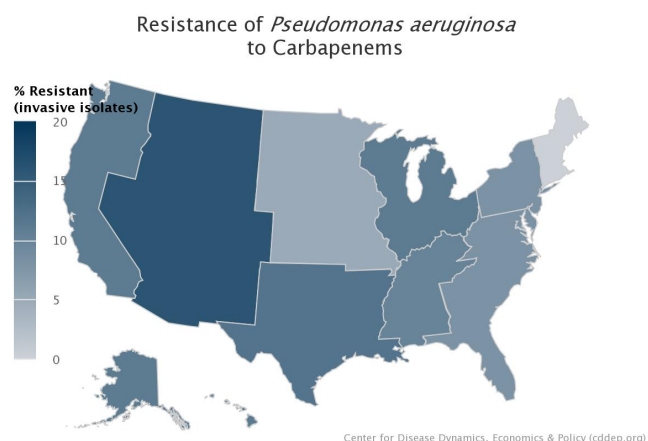 Resistance of Pseudomonas aeruginosa
to Carbapenems
% Resistant
(invasive isolates)
20
15
10
5
0
Center for Disease Dynamics, Economics & Policy (cddep.org)